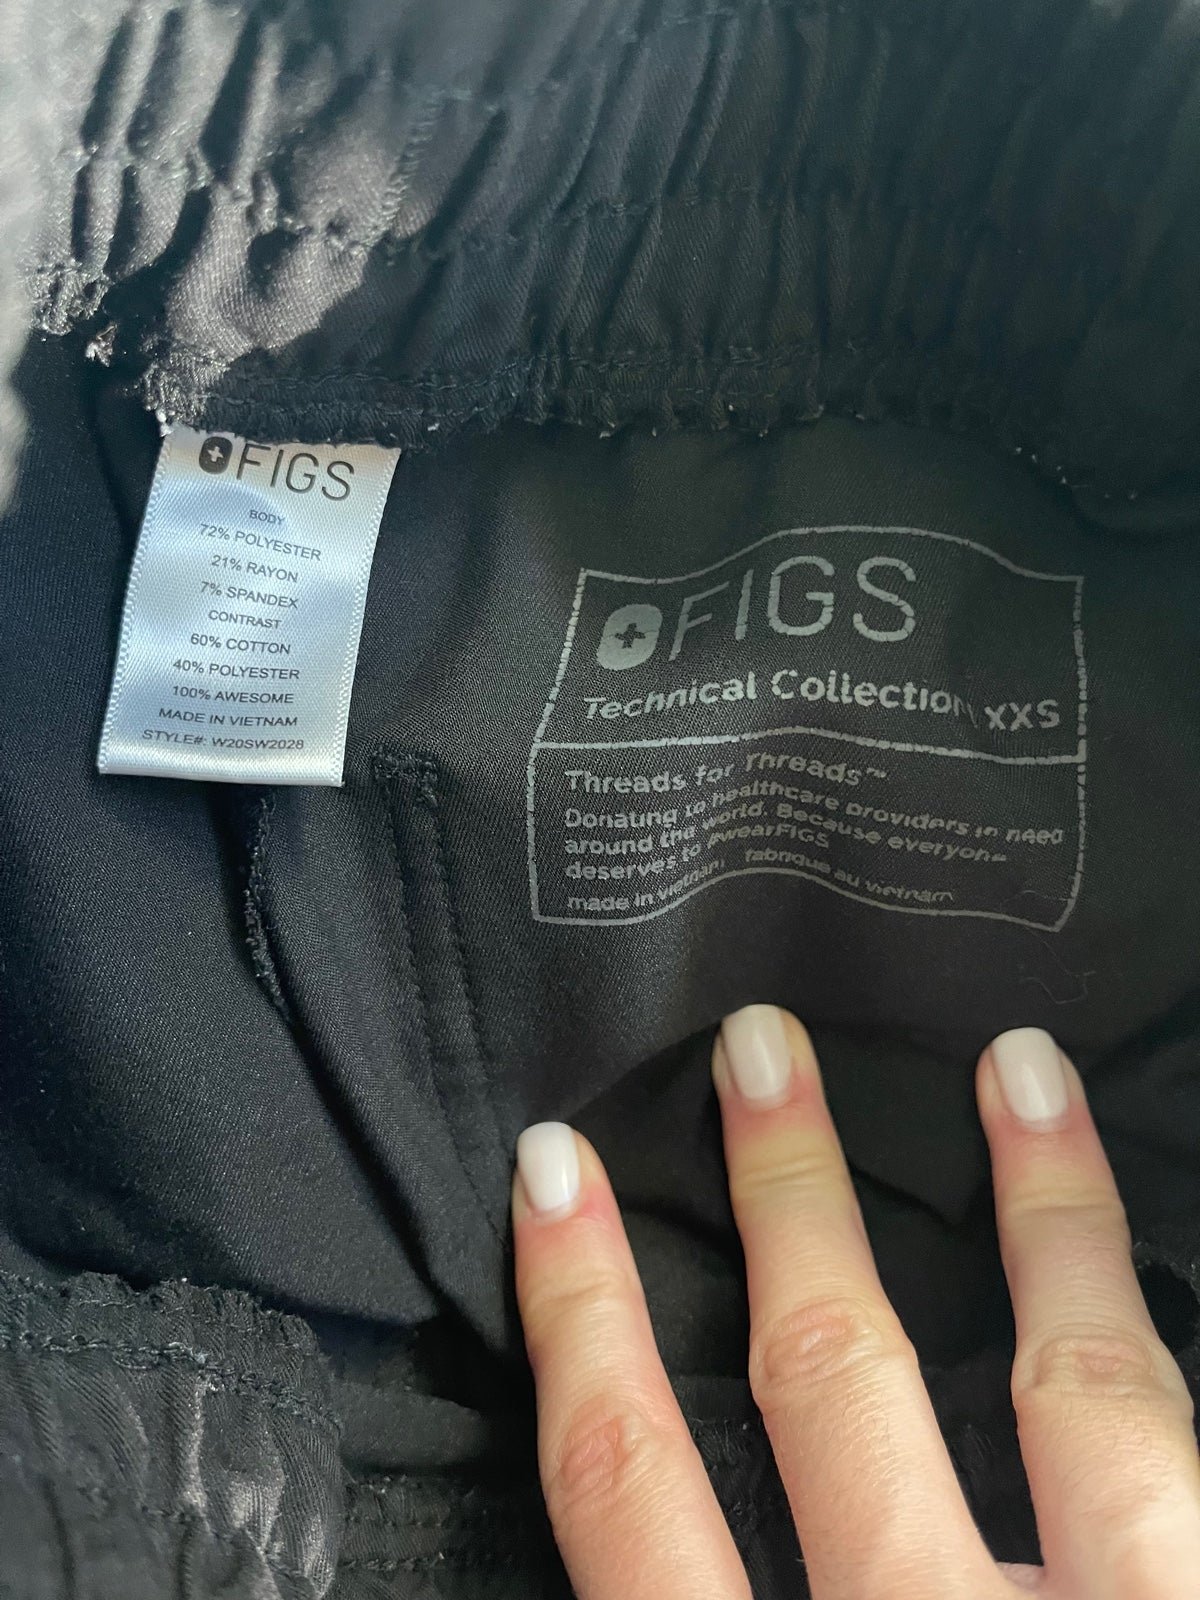 FIGS
BODY
72% POLYESTER
21% RAYON
7% SPANDEX
CONTRAST
60% COTTON
40% POLYESTER
100% AWESOME
MADE IN VIETNAM
STYLE#: W20SW2028
FIGS
Technical Collection XXS
Threads for Threads™
Donating to healthcare providers in need
around the world. Because everyone
deserves to #wearFIGS
made in vietnam fabrique au vietnam